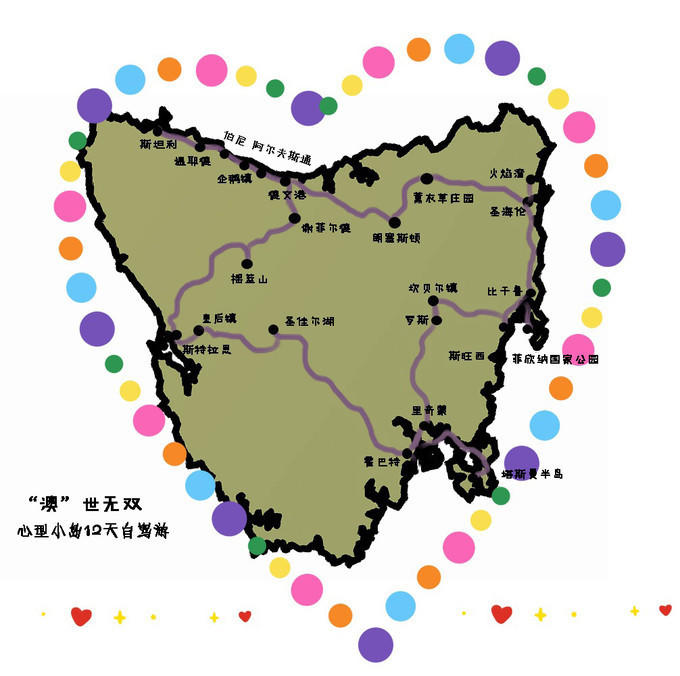 伯尼 阿尔夫斯通
斯坦利
通耶镇
企鹅镇
德文港
火焰湾
薰衣草庄园
圣海伦
谢菲尔德
朗塞斯顿
摇篮山
坎贝尔镇
比千鲁
皇后镇
圣佳尔湖
罗斯
斯特拉恩
斯旺西
菲欣纳国家公园
里奇蒙
霍巴特
塔斯曼半岛
“澳”世无双
心型小岛12天自驾游